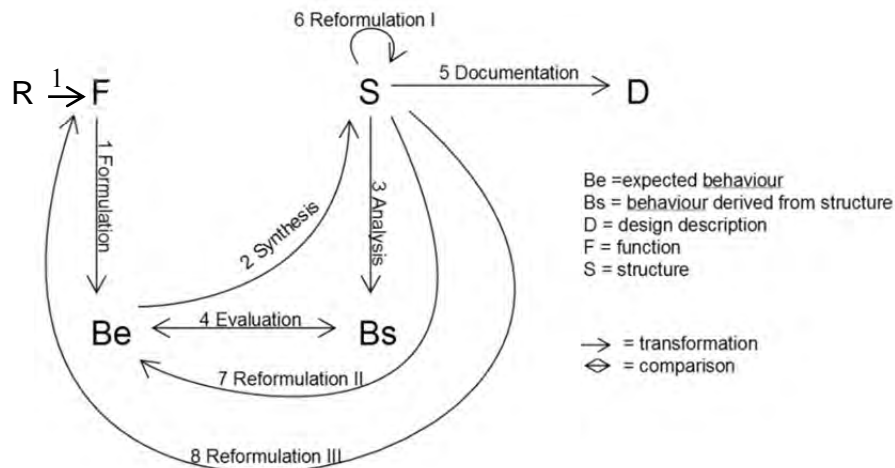 6 Reformulation I
1
R F S 5 Documentation D
1 Formulation
2 Synthesis
3 Analysis
Be 4 Evaluation Bs
7 Reformulation II
8 Reformulation III
Be =expected behaviour
Bs = behaviour derived from structure
D = design description
F = function
S = structure
= transformation
= comparison